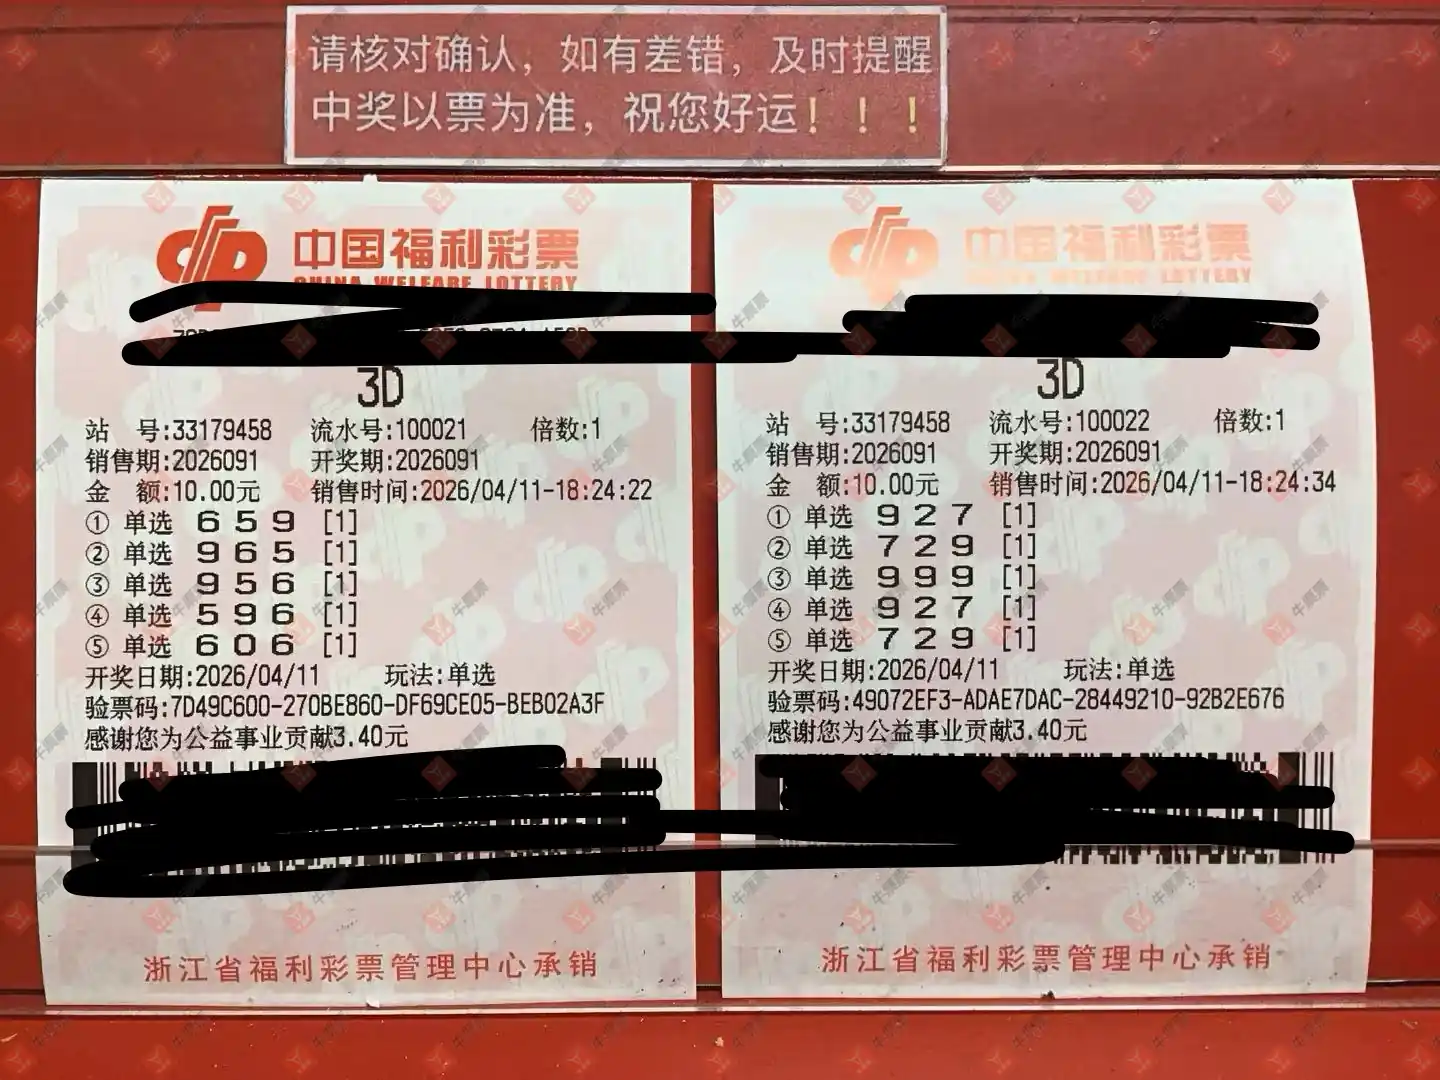 请核对确认，如有差错，及时提醒
中奖以票为准，祝您好运！！！
中国福利彩票
CHINA WELFARE LOTTERY
3D
站 号:33179458 流水号:100021 倍数:1
销售期:2026091 开奖期:2026091
金 额:10.00元 销售时间:2026/04/11-18:24:22
① 单选 6 5 9 [1]
② 单选 9 6 5 [1]
③ 单选 9 5 6 [1]
④ 单选 5 9 6 [1]
⑤ 单选 6 0 6 [1]
开奖日期:2026/04/11 玩法:单选
验票码:7D49C600-270BE860-DF69CE05-BEB02A3F
感谢您为公益事业贡献3.40元
浙江省福利彩票管理中心承销
中国福利彩票
CHINA WELFARE LOTTERY
3D
站 号:33179458 流水号:100022 倍数:1
销售期:2026091 开奖期:2026091
金 额:10.00元 销售时间:2026/04/11-18:24:34
① 单选 9 2 7 [1]
② 单选 7 2 9 [1]
③ 单选 9 9 9 [1]
④ 单选 9 2 7 [1]
⑤ 单选 7 2 9 [1]
开奖日期:2026/04/11 玩法:单选
验票码:49072EF3-ADAE7DAC-28449210-92B2E676
感谢您为公益事业贡献3.40元
浙江省福利彩票管理中心承销